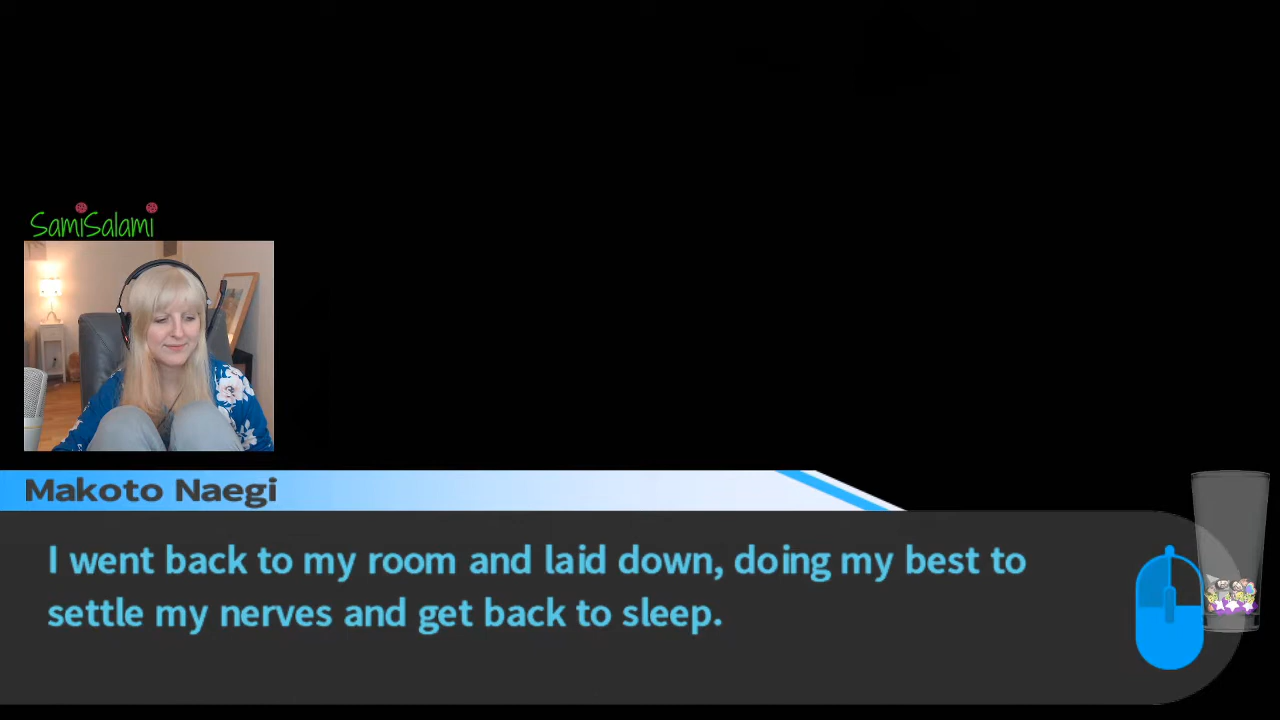 SamiSalami
Makoto Naegi
I went back to my room and laid down, doing my best to
settle my nerves and get back to sleep.